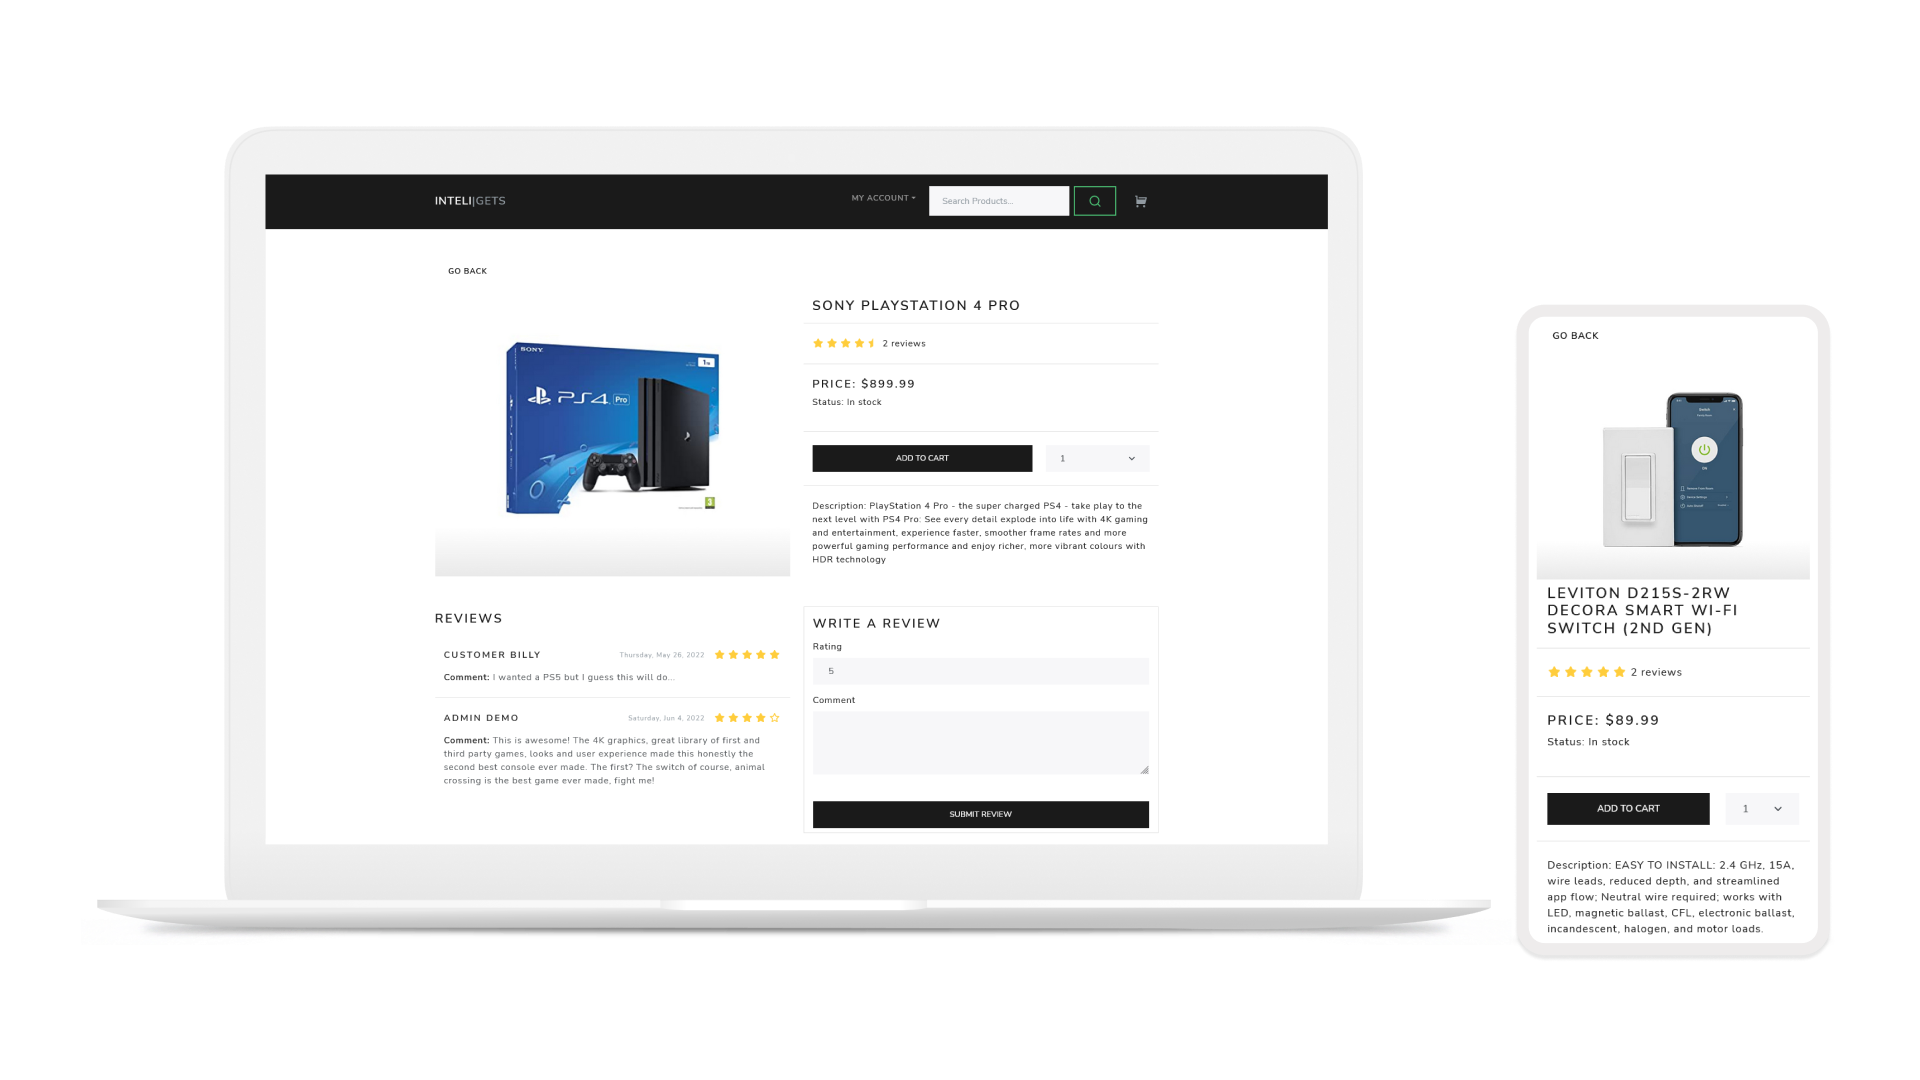 INTELI|GETS
MY ACCOUNT
Search Products...
GO BACK
SONY
1TB
PS4 Pro
3
SONY PLAYSTATION 4 PRO
2 reviews
PRICE: $899.99
Status: In stock
ADD TO CART
1
Description: PlayStation 4 Pro - the super charged PS4 - take play to the
next level with PS4 Pro: See every detail explode into life with 4K gaming
and entertainment, experience faster, smoother frame rates and more
powerful gaming performance and enjoy richer, more vibrant colours with
HDR technology
REVIEWS
CUSTOMER BILLY
Thursday, May 26, 2022
Comment: I wanted a PS5 but I guess this will do...
ADMIN DEMO
Saturday, Jun 4, 2022
Comment: This is awesome! The 4K graphics, great library of first and
third party games, looks and user experience made this honestly the
second best console ever made. The first? The switch of course, animal
crossing is the best game ever made, fight me!
WRITE A REVIEW
Rating
5
Comment
SUBMIT REVIEW
GO BACK
Switch
ON
LEVITON D215S-2RW
DECORA SMART WI-FI
SWITCH (2ND GEN)
2 reviews
PRICE: $89.99
Status: In stock
ADD TO CART
1
Description: EASY TO INSTALL: 2.4 GHz, 15A,
wire leads, reduced depth, and streamlined
app flow; Neutral wire required; works with
LED, magnetic ballast, CFL, electronic ballast,
incandescent, halogen, and motor loads.